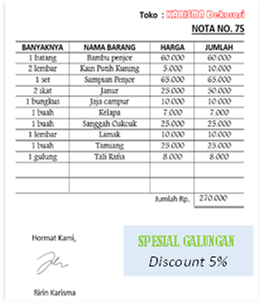 Toko : KARISMA Dekorasi
NOTA NO. 75
BANYAKNYA NAMA BARANG HARGA JUMLAH
1 batang Bambu penjor 60.000 60.000
2 lembar Kain Putih Kuning 5.000 10.000
1 set Sampian Penjor 65.000 65.000
2 ikat Janur 25.000 50.000
1 bungkus Jaja campur 10.000 10.000
1 buah Kelapa 7.000 7.000
1 buah Sanggah Cukcuk 25.000 25.000
1 lembar Lamak 10.000 10.000
1 buah Tamiang 25.000 25.000
1 gulung Tali Rafia 8.000 8.000
Jumlah Rp. 270.000
Hormat Kami,
SPESIAL GALUNGAN
Discount 5%
Ririn Karisma